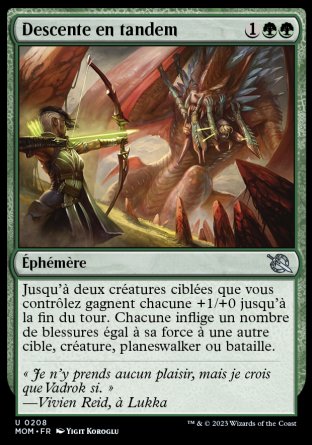 Descente en tandem 1
Éphémère
Jusqu'à deux créatures ciblées que vous
contrôlez gagnent chacune +1/+0 jusqu'à
la fin du tour. Chacune inflige un nombre
de blessures égal à sa force à une autre
cible, créature, planeswalker ou bataille.
« Je n'y prends aucun plaisir, mais je crois
que Vadrok si. »
—Vivien Reid, à Lukka
U 0208
MOM • FR Yigit Koroglu
™ & © 2023 Wizards of the Coast